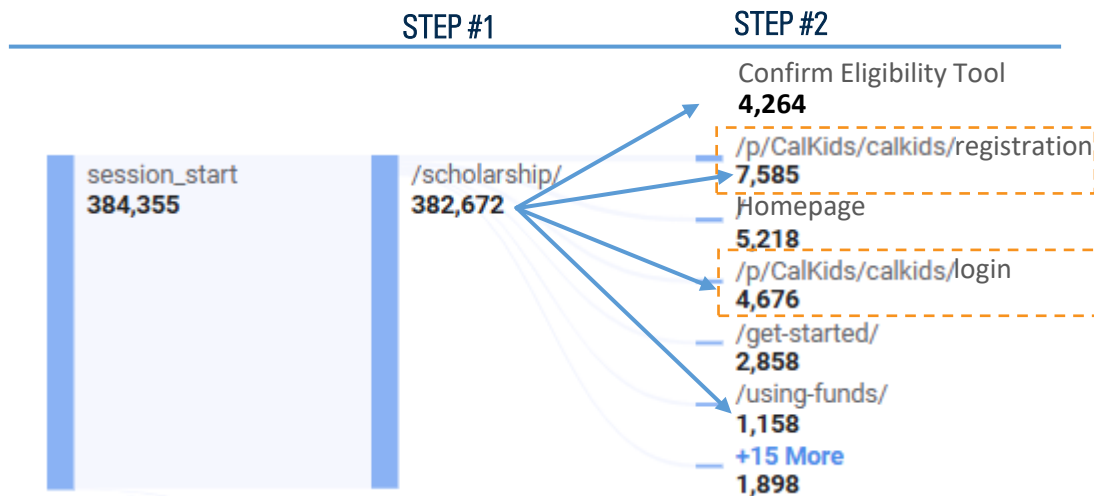 STEP #1
STEP #2
session_start
384,355
/scholarship/
382,672
Confirm Eligibility Tool
4,264
/p/CalKids/calkids/registration
7,585
Homepage
5,218
/p/CalKids/calkids/login
4,676
/get-started/
2,858
/using-funds/
1,158
+15 More
1,898